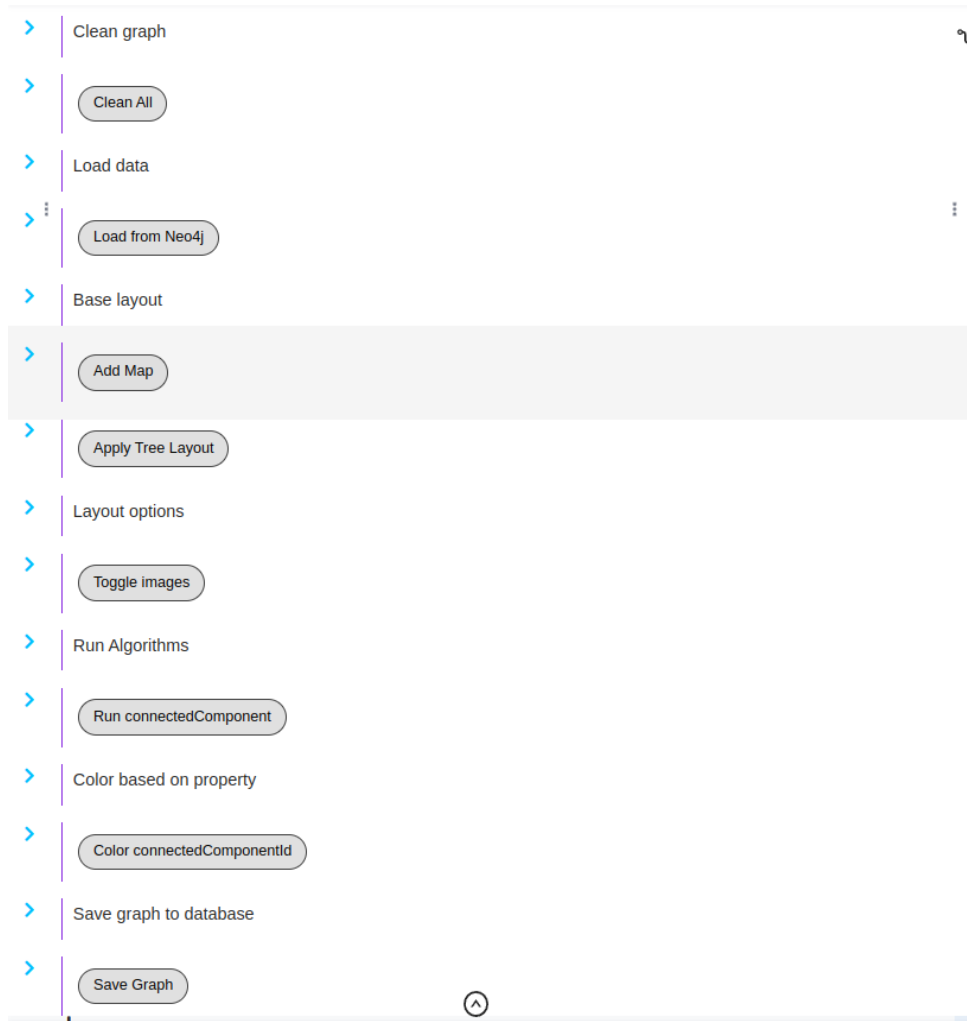 Clean graph
Clean All
Load data
Load from Neo4j
Base layout
Add Map
Apply Tree Layout
Layout options
Toggle images
Run Algorithms
Run connectedComponent
Color based on property
Color connectedComponentId
Save graph to database
Save Graph